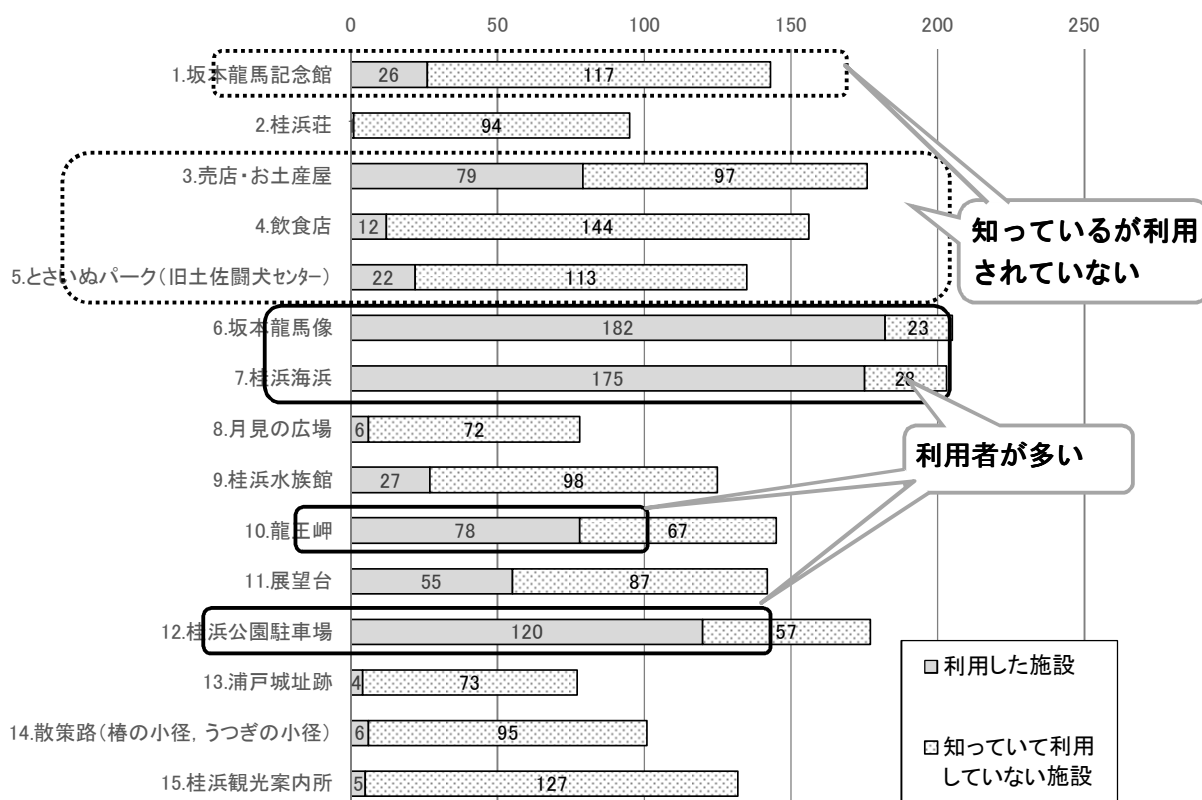 0 50 100 150 200 250
1.坂本龍馬記念館 26 117
2.桂浜荘 1 94
3.売店・お土産屋 79 97
4.飲食店 12 144
5.とさいぬパーク（旧土佐闘犬センター） 22 113
知っているが利用
されていない
6.坂本龍馬像 182 23
7.桂浜海浜 175 28
8.月見の広場 6 72
利用者が多い
9.桂浜水族館 27 98
10.龍王岬 78 67
11.展望台 55 87
12.桂浜公園駐車場 120 57
13.浦戸城址跡 4 73
14.散策路（椿の小径，うつぎの小径） 6 95
15.桂浜観光案内所 5 127
利用した施設
知っていて利用
していない施設